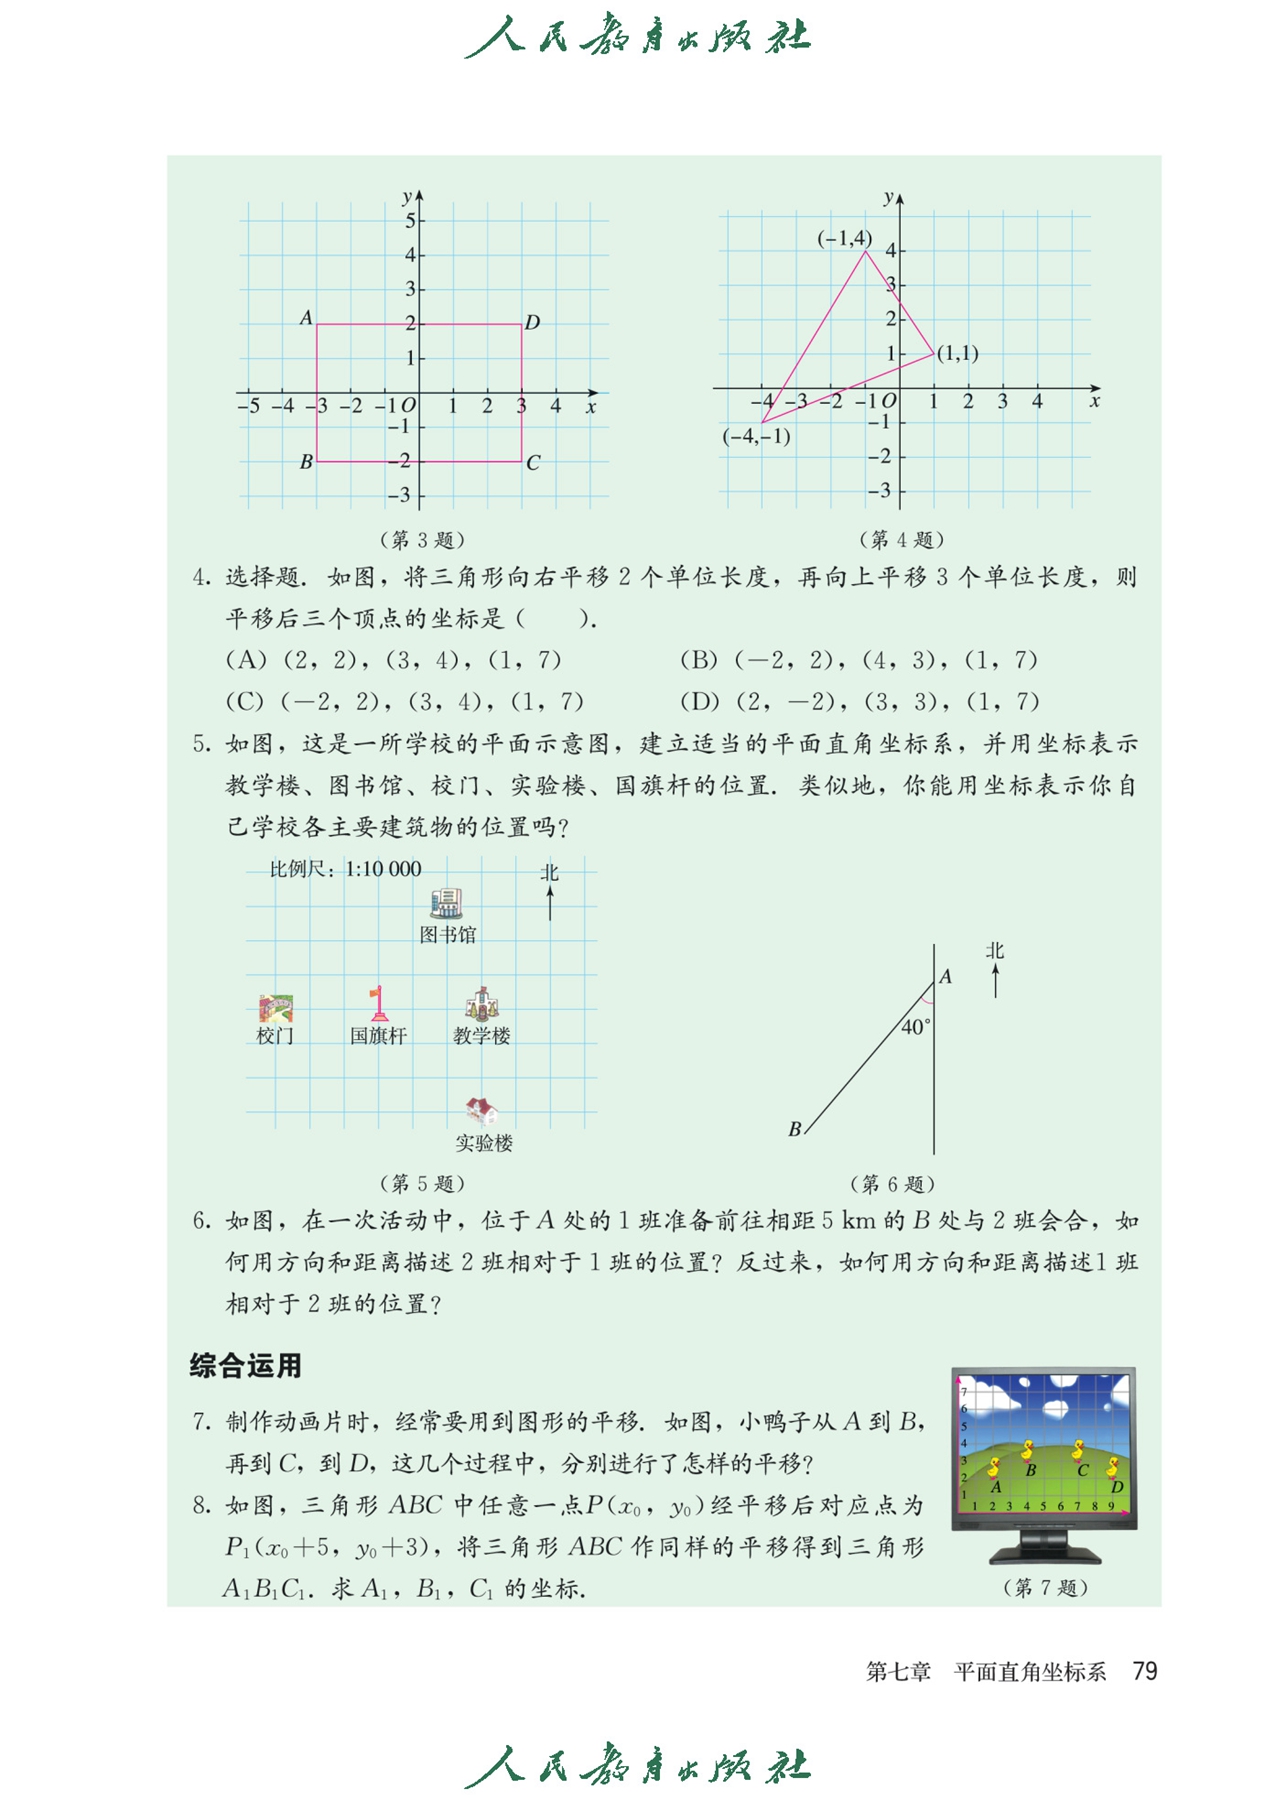 人民教育出版社
y
5
4
3
A 2 D
1
-5 -4 -3 -2 -1 O 1 2 3 4 x
-1
B -2 C
-3
(第 3 题)
y
(-1,4) 4
3
2
1 (1,1)
-4 -3 -2 -1 O 1 2 3 4 x
-1
(-4,-1)
-2
-3
(第 4 题)
4. 选择题. 如图，将三角形向右平移 2 个单位长度，再向上平移 3 个单位长度，则
平移后三个顶点的坐标是（　　）.
(A) (2，2)，(3，4)，(1，7) (B) (－2，2)，(4，3)，(1，7)
(C) (－2，2)，(3，4)，(1，7) (D) (2，－2)，(3，3)，(1，7)
5. 如图，这是一所学校的平面示意图，建立适当的平面直角坐标系，并用坐标表示
教学楼、图书馆、校门、实验楼、国旗杆的位置. 类似地，你能用坐标表示你自
己学校各主要建筑物的位置吗？
比例尺：1:10 000 北
图书馆
校门 国旗杆 教学楼
实验楼
(第 5 题)
北
A
40°
B
(第 6 题)
6. 如图，在一次活动中，位于 A 处的 1 班准备前往相距 5 km 的 B 处与 2 班会合，如
何用方向和距离描述 2 班相对于 1 班的位置？反过来，如何用方向和距离描述1 班
相对于 2 班的位置？
综合运用
7. 制作动画片时，经常要用到图形的平移. 如图，小鸭子从 A 到 B，
再到 C，到 D，这几个过程中，分别进行了怎样的平移？
8. 如图，三角形 ABC 中任意一点P(x₀，y₀)经平移后对应点为
P₁(x₀＋5，y₀＋3)，将三角形 ABC 作同样的平移得到三角形
A₁B₁C₁. 求 A₁，B₁，C₁ 的坐标.
7
6
5
4
3 B C
2 A D
1
1 2 3 4 5 6 7 8 9
(第 7 题)
第七章　平面直角坐标系　79
人民教育出版社